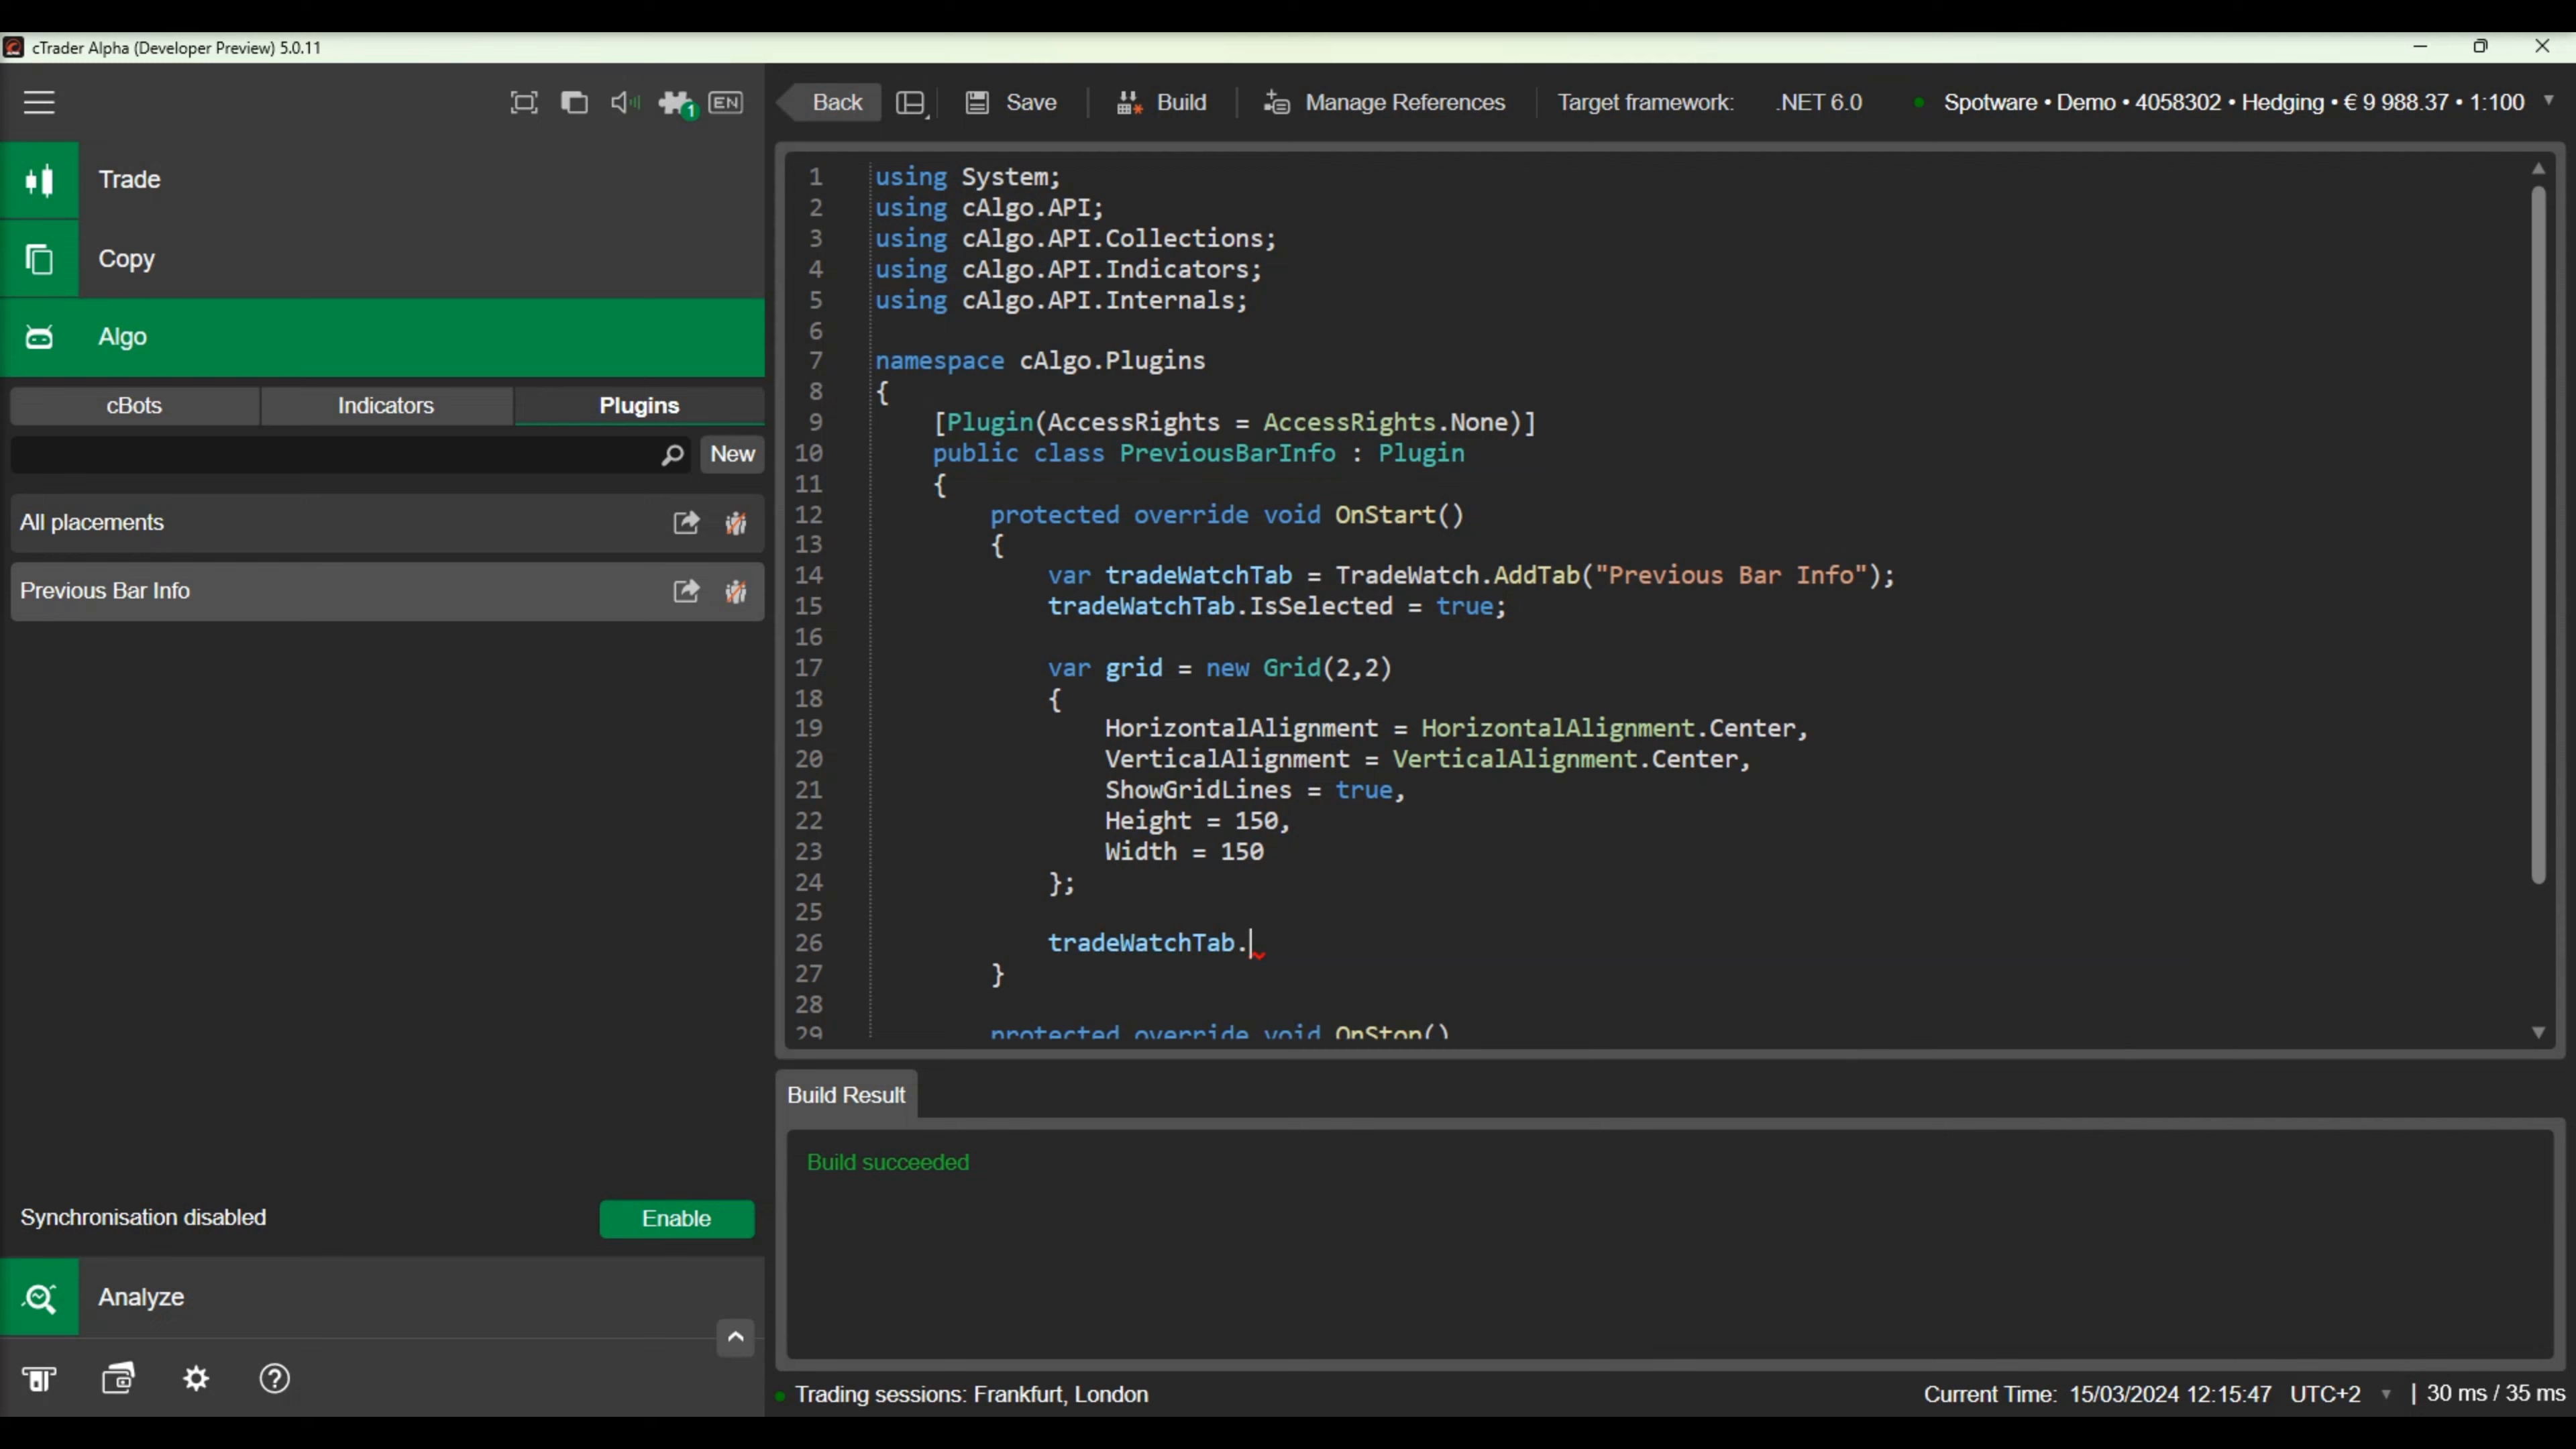 cTrader Alpha (Developer Preview) 5.0.11
1 EN
Back Save Build Manage References Target framework: .NET 6.0 Spotware • Demo • 4058302 • Hedging • € 9 988.37 • 1:100
Trade
Copy
Algo
cBots Indicators Plugins
New
All placements
Previous Bar Info
Synchronisation disabled Enable
Analyze
1 using System;
2 using cAlgo.API;
3 using cAlgo.API.Collections;
4 using cAlgo.API.Indicators;
5 using cAlgo.API.Internals;
6
7 namespace cAlgo.Plugins
8 {
9 [Plugin(AccessRights = AccessRights.None)]
10 public class PreviousBarInfo : Plugin
11 {
12 protected override void OnStart()
13 {
14 var tradeWatchTab = TradeWatch.AddTab("Previous Bar Info");
15 tradeWatchTab.IsSelected = true;
16
17 var grid = new Grid(2,2)
18 {
19 HorizontalAlignment = HorizontalAlignment.Center,
20 VerticalAlignment = VerticalAlignment.Center,
21 ShowGridLines = true,
22 Height = 150,
23 Width = 150
24 };
25
26 tradeWatchTab.
27 }
28
29 protected override void OnStop()
Build Result
Build succeeded
Trading sessions: Frankfurt, London Current Time: 15/03/2024 12:15:47 UTC+2 | 30 ms / 35 ms